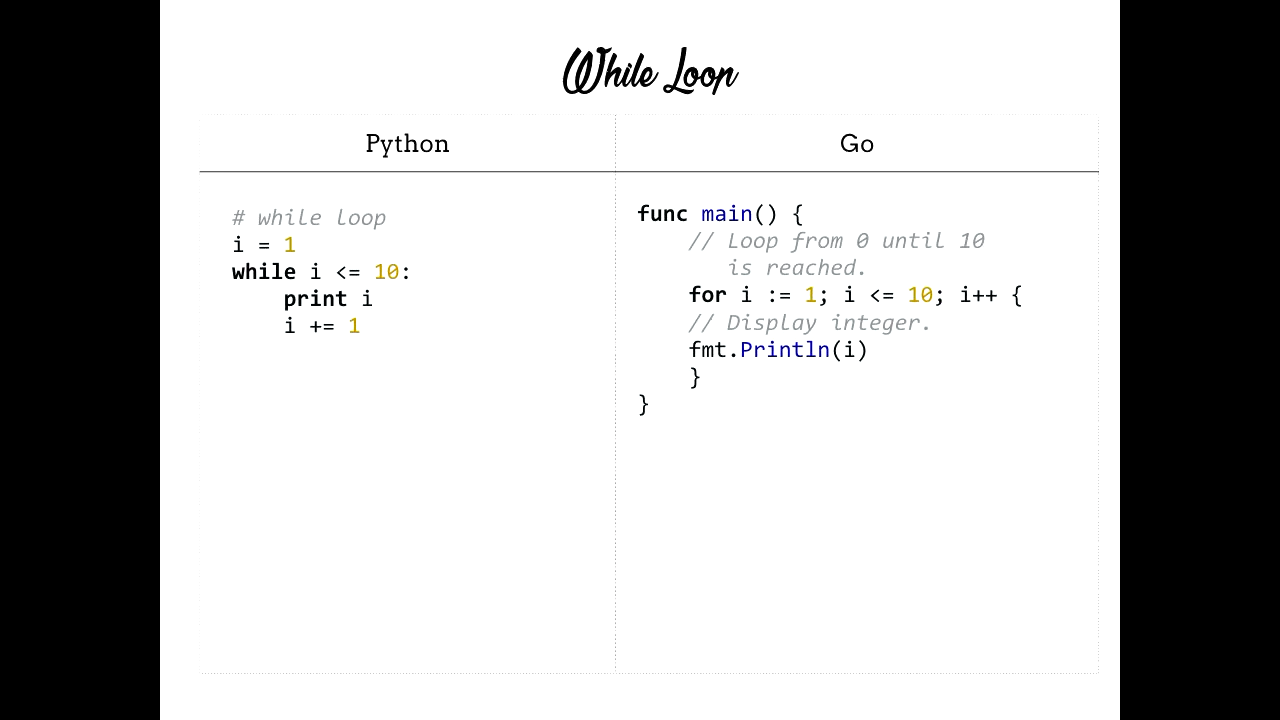 While Loop
Python
Go
# while loop
i = 1
while i <= 10:
    print i
    i += 1
func main() {
    // Loop from 0 until 10
       is reached.
    for i := 1; i <= 10; i++ {
    // Display integer.
    fmt.Println(i)
    }
}